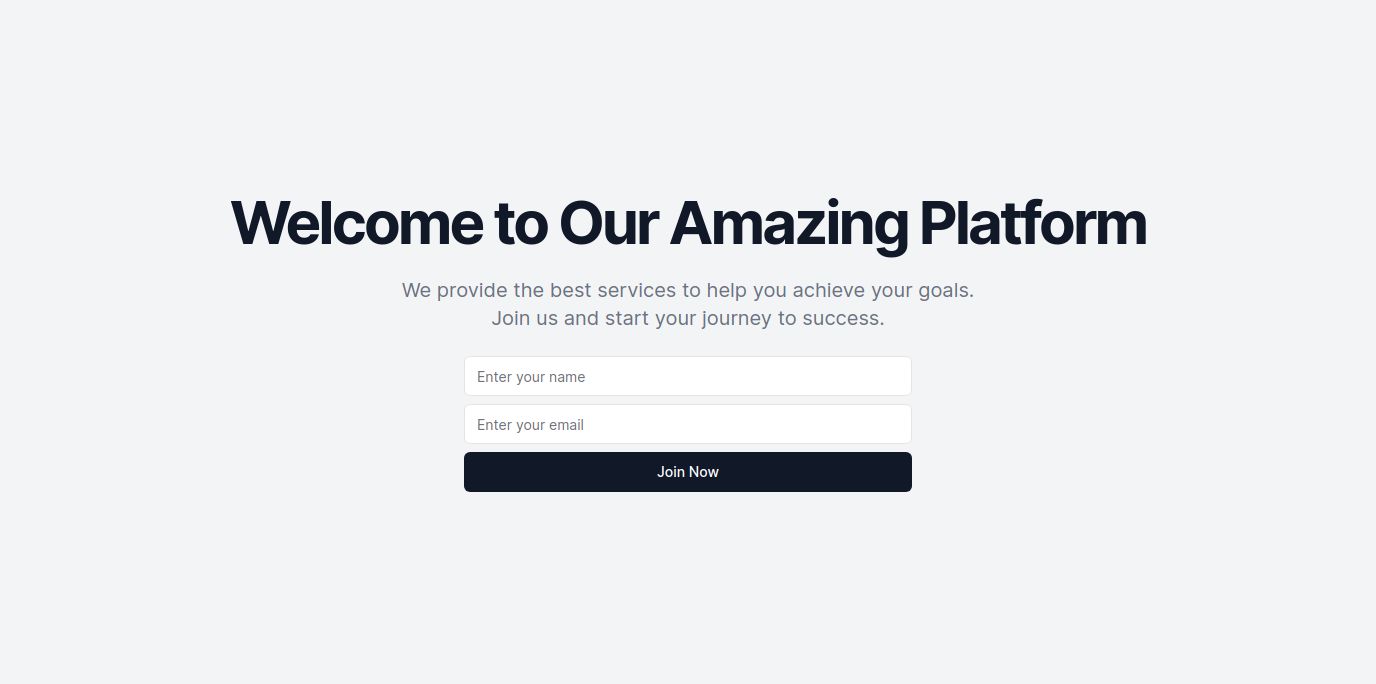 Welcome to Our Amazing Platform
We provide the best services to help you achieve your goals.
Join us and start your journey to success.
Enter your name
Enter your email
Join Now